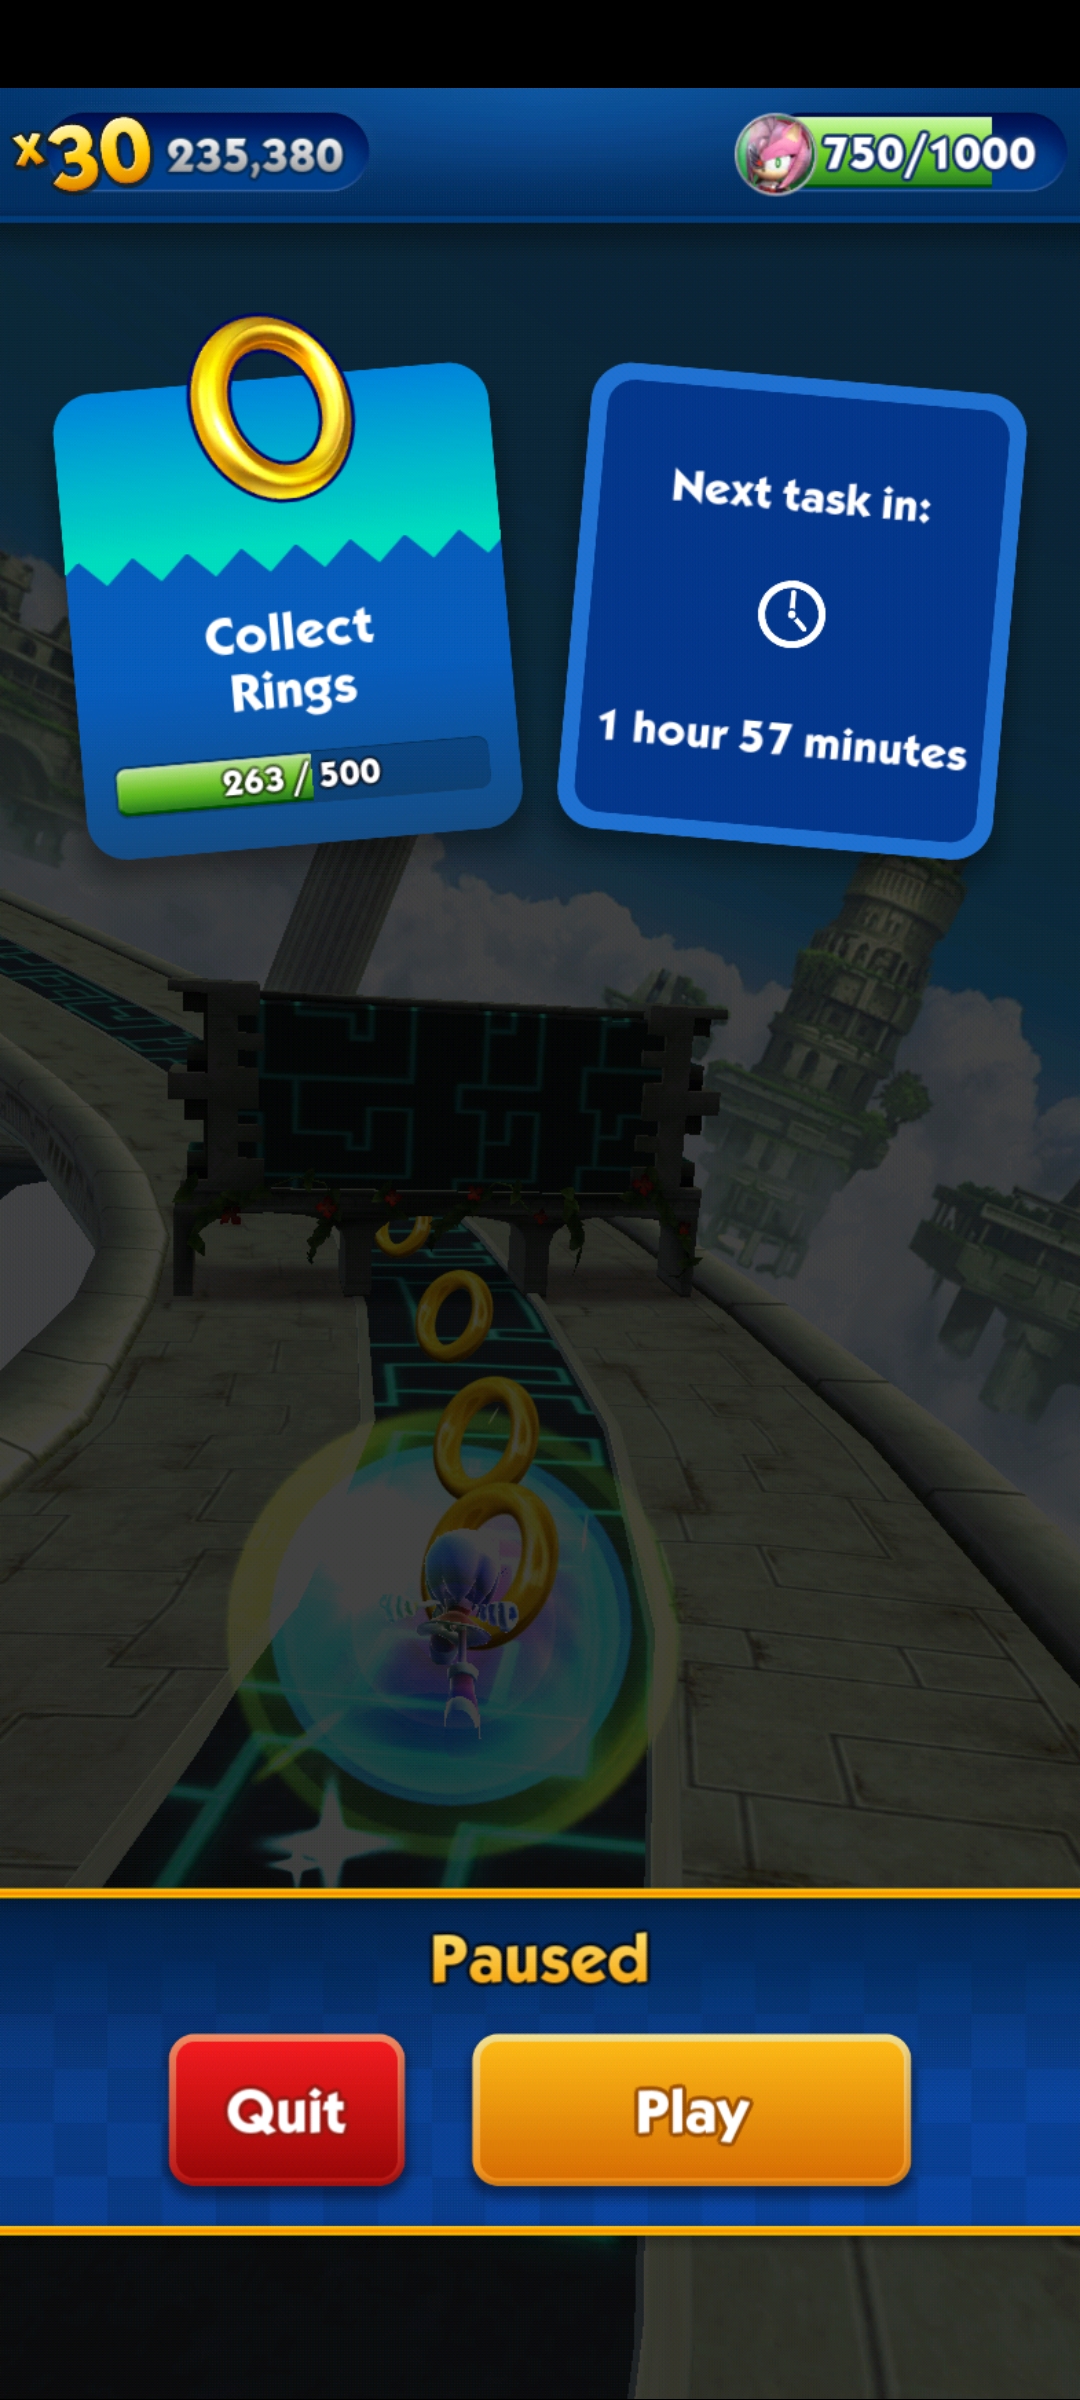 x30 235,380
750/1000
Collect
Rings
263 / 500
Next task in:
1 hour 57 minutes
Paused
Quit
Play